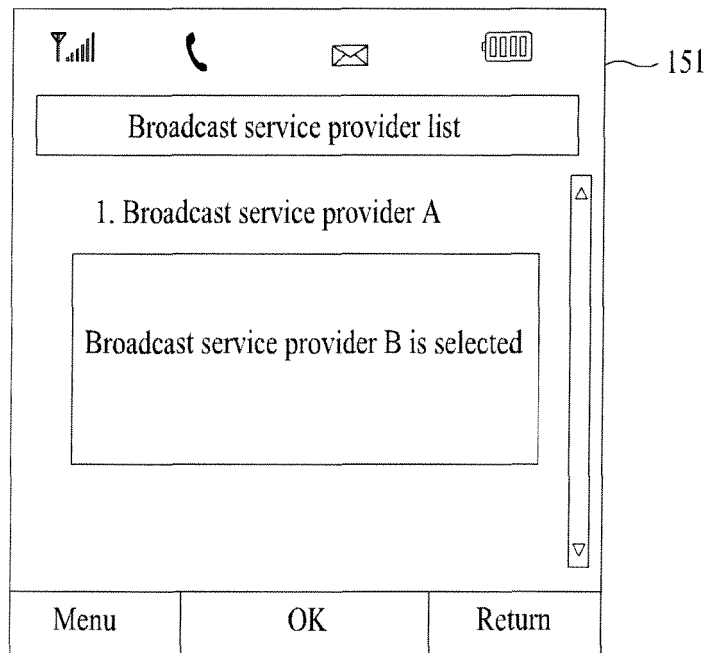 151
Broadcast service provider list
1. Broadcast service provider A
Broadcast service provider B is selected
Menu OK Return